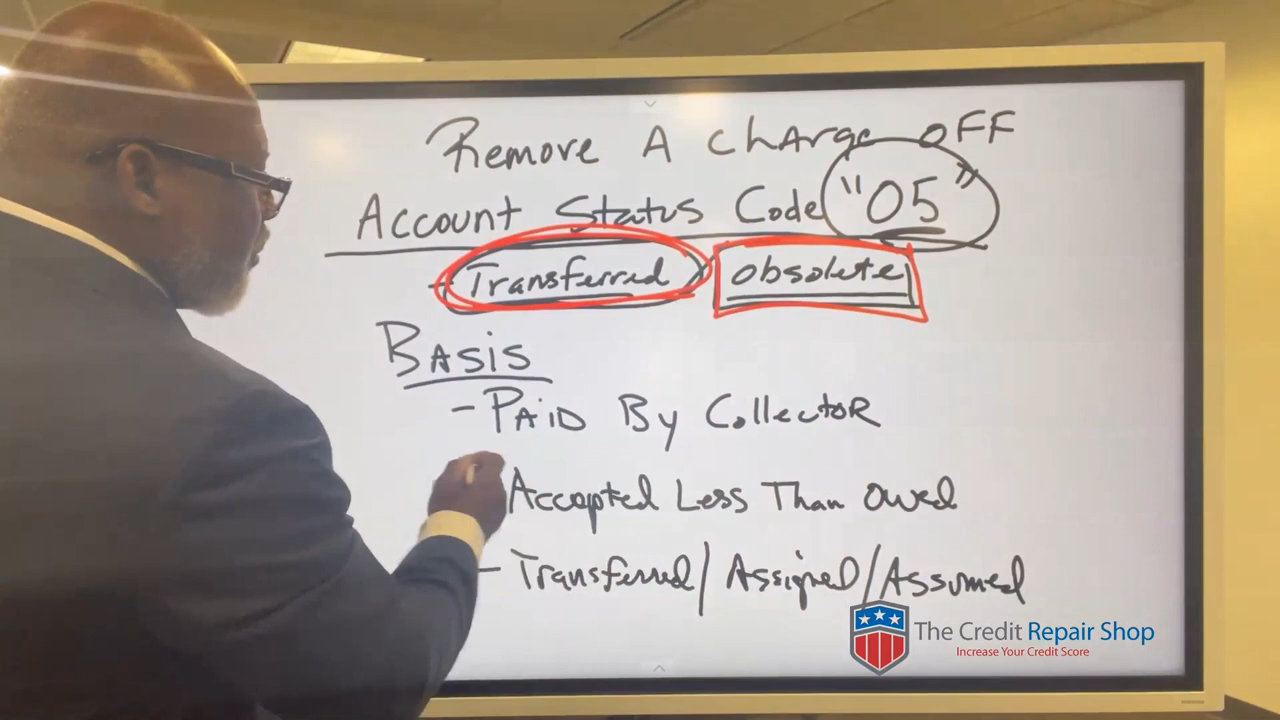 Remove A chArge oFF
Account Status Code "05"
- Transferred obsolete
BASis
- PAiD By CollectoR
Accepted Less Than Owed
- Transferred/Assigned/Assumed
The Credit Repair Shop
Increase Your Credit Score